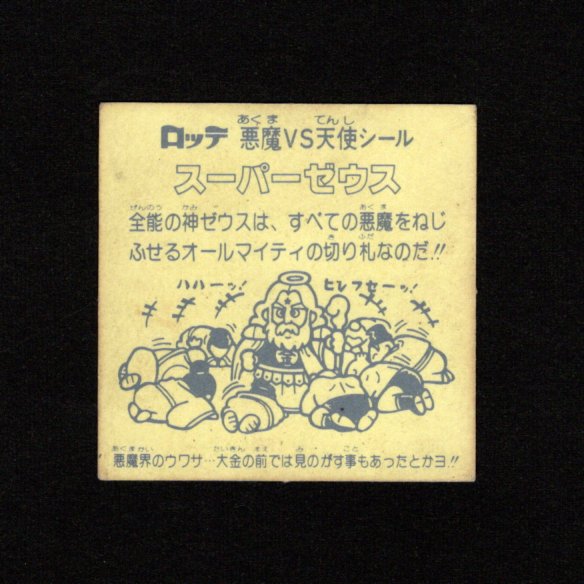 ロッテ 悪魔VS天使シール
スーパーゼウス
全能の神ゼウスは、すべての悪魔をねじ
ふせるオールマイティの切り札なのだ!!
ハハーッ! ヒレフセーッ!
悪魔界のウワサ…大金の前では見のがす事もあったとかヨ!!